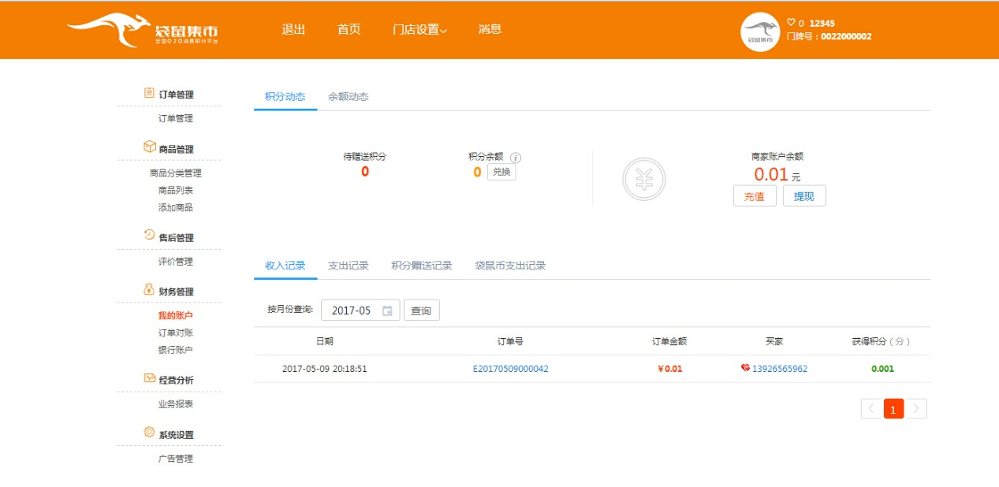 袋鼠集市
全国O2O消费积分平台
退出 首页 门店设置 消息
袋鼠集市
0 12345
门牌号：0022000002
订单管理
订单管理
商品管理
商品分类管理
商品列表
添加商品
售后管理
评价管理
财务管理
我的账户
订单对账
银行账户
经营分析
业务报表
系统设置
广告管理
积分动态 余额动态
待赠送积分
0
积分余额
0 兑换
商家账户余额
0.01 元
充值 提现
收入记录 支出记录 积分赠送记录 袋鼠币支出记录
按月份查询: 2017-05 查询
日期 订单号 订单金额 买家 获得积分（分）
2017-05-09 20:18:51 E20170509000042 ￥0.01 13926565962 0.001
1